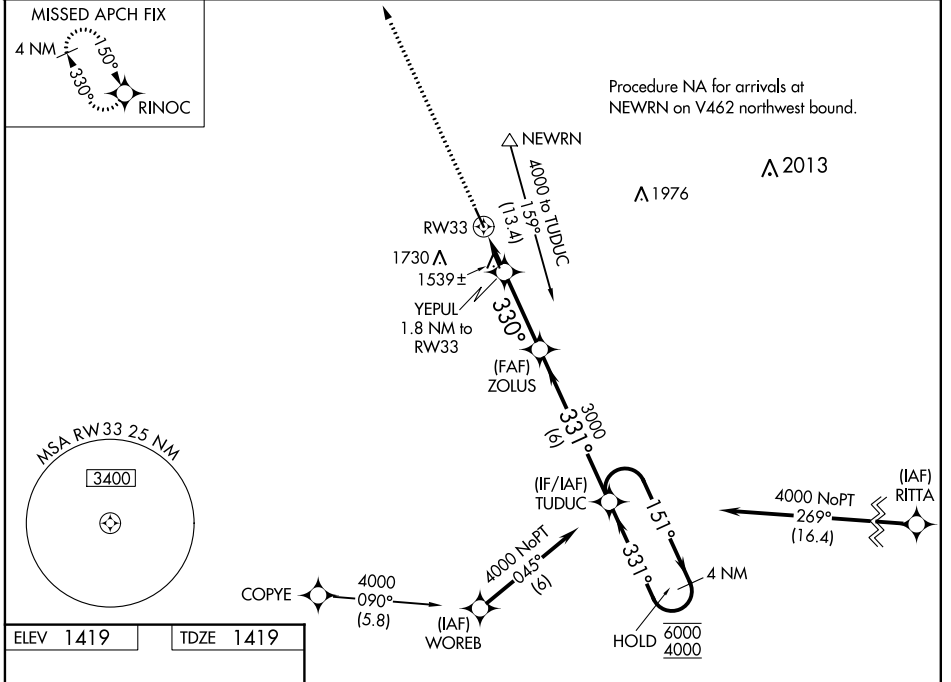 MISSED APCH FIX
4 NM
150°
330°
RINOC
Procedure NA for arrivals at
NEWRN on V462 northwest bound.
NEWRN
2013
1976
4000 to TUDUC
159°
(13.4)
RW33
1730
1539±
YEPUL
1.8 NM to
RW33
330°
(FAF)
ZOLUS
3000
331°
(6)
MSA RW33 25 NM
3400
(IF/IAF)
TUDUC
151°
331°
4 NM
HOLD
6000
4000
(IAF)
RITTA
4000 NoPT
269°
(16.4)
4000 NoPT
045°
(6)
COPYE
4000
090°
(5.8)
(IAF)
WOREB
ELEV 1419
TDZE 1419